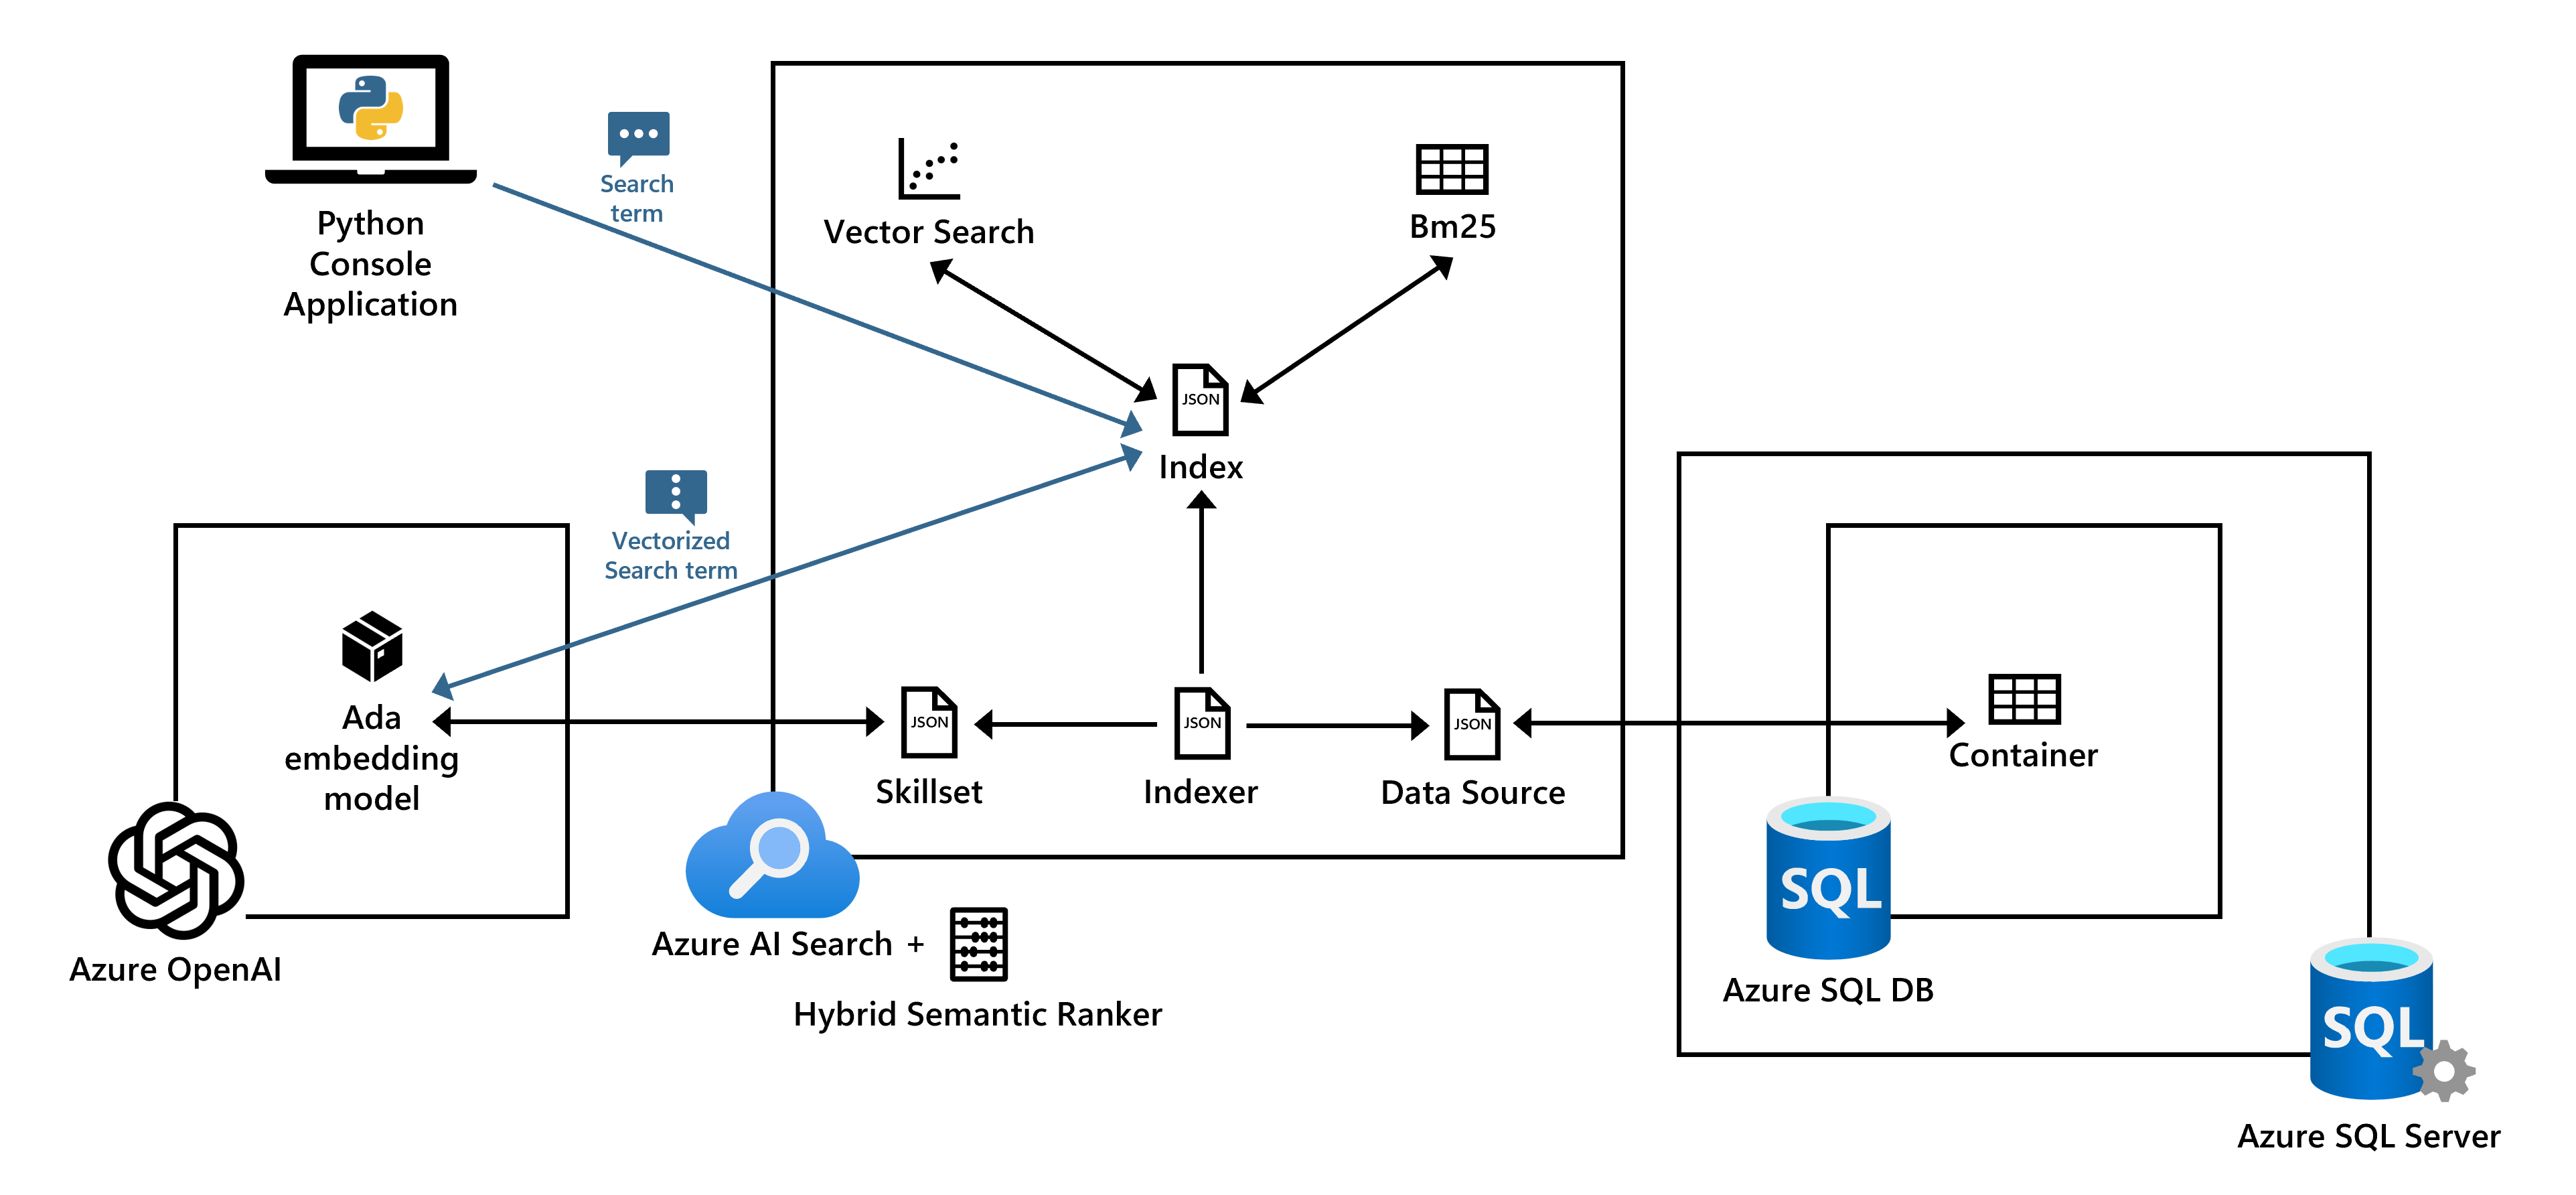 Python
Console
Application
Search
term
Vector Search
Bm25
JSON
Index
Vectorized
Search term
Ada
embedding
model
Azure OpenAI
JSON
Skillset
JSON
Indexer
JSON
Data Source
Azure AI Search +
Hybrid Semantic Ranker
Container
SQL
Azure SQL DB
SQL
Azure SQL Server